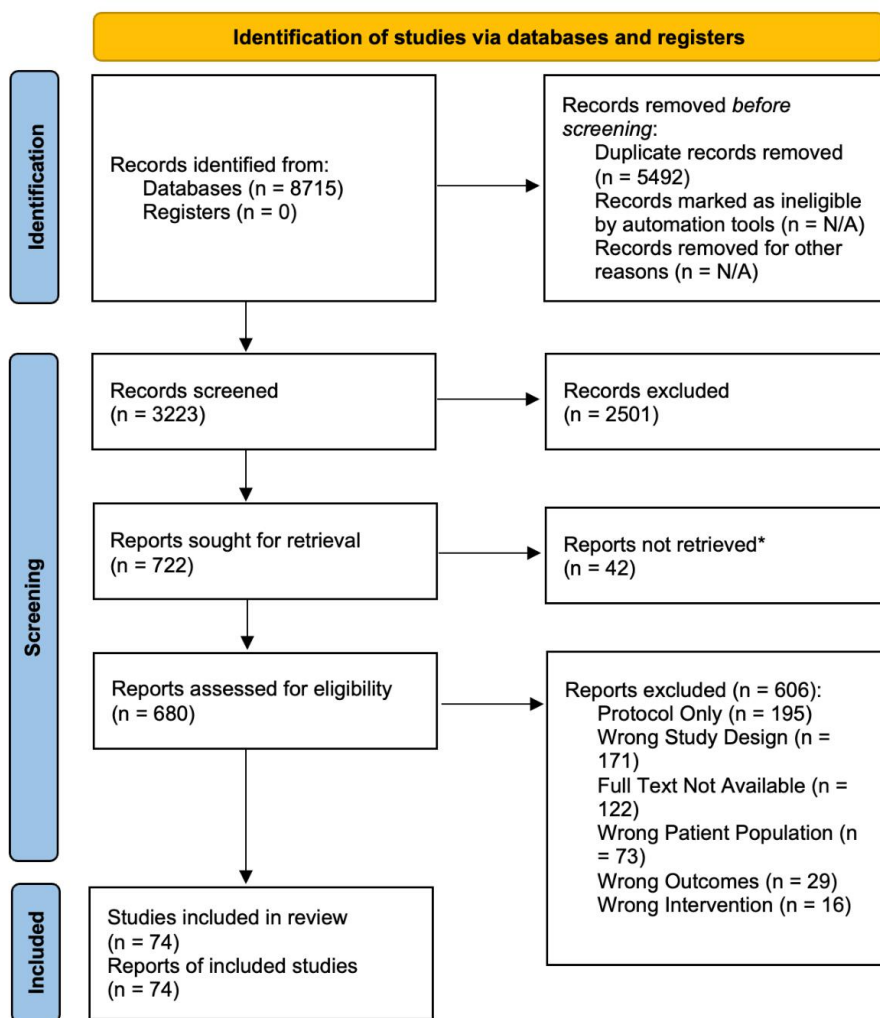 Identification of studies via databases and registers
Identification
Records identified from:
Databases (n = 8715)
Registers (n = 0)
Records removed before
screening:
Duplicate records removed
(n = 5492)
Records marked as ineligible
by automation tools (n = N/A)
Records removed for other
reasons (n = N/A)
Screening
Records screened
(n = 3223)
Records excluded
(n = 2501)
Reports sought for retrieval
(n = 722)
Reports not retrieved*
(n = 42)
Reports assessed for eligibility
(n = 680)
Reports excluded (n = 606):
Protocol Only (n = 195)
Wrong Study Design (n =
171)
Full Text Not Available (n =
122)
Wrong Patient Population (n
= 73)
Wrong Outcomes (n = 29)
Wrong Intervention (n = 16)
Included
Studies included in review
(n = 74)
Reports of included studies
(n = 74)